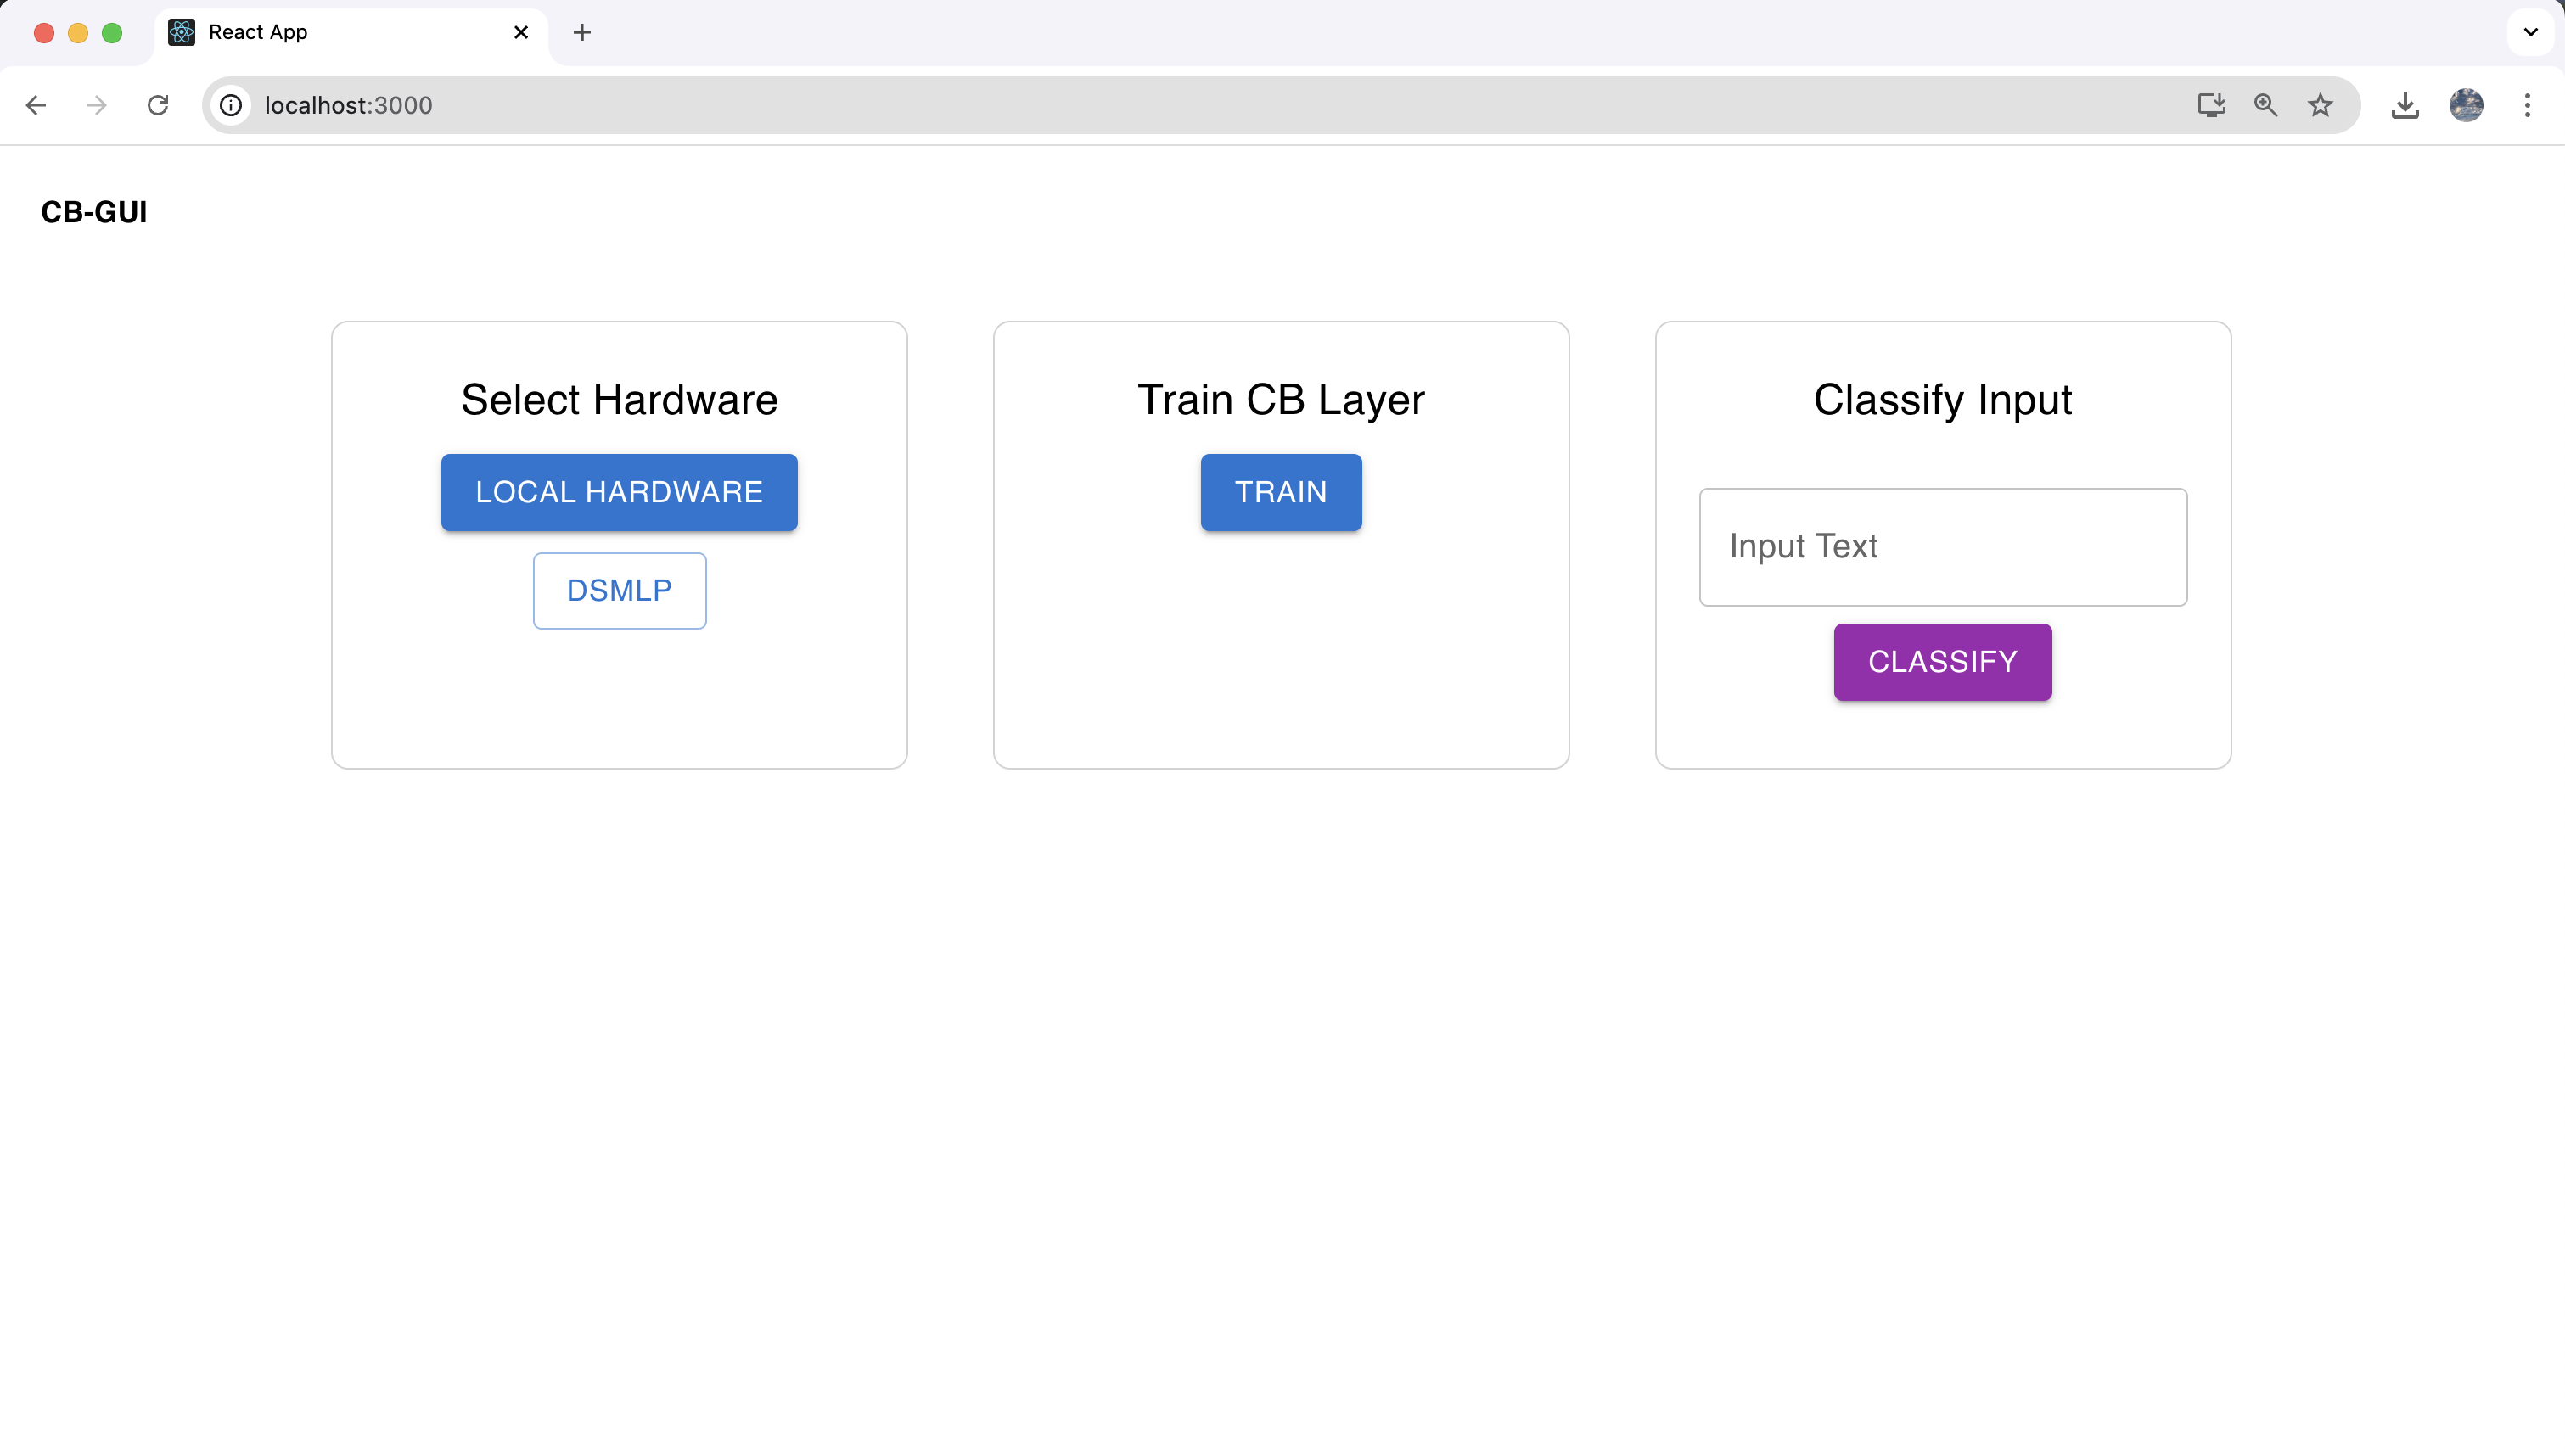 React App
localhost:3000
CB-GUI
Select Hardware
LOCAL HARDWARE
DSMLP
Train CB Layer
TRAIN
Classify Input
Input Text
CLASSIFY